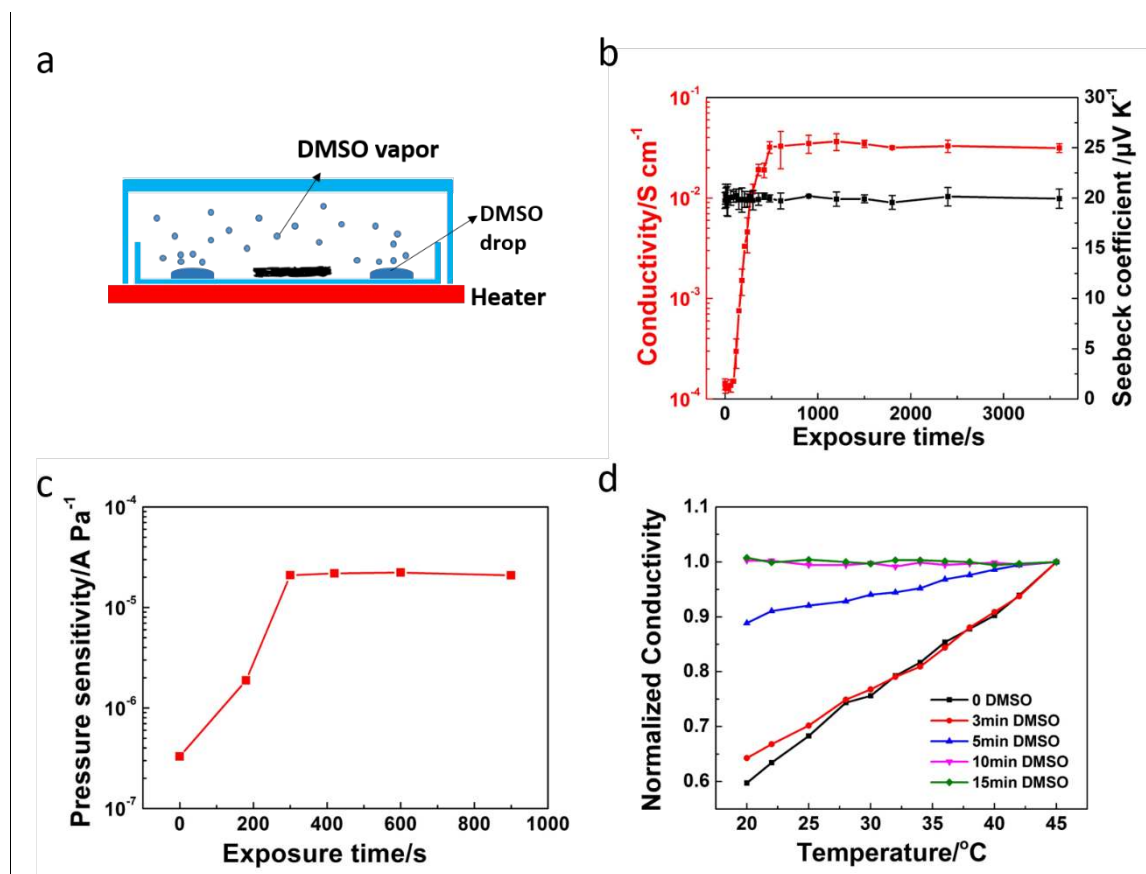 a
DMSO vapor
DMSO
drop
Heater
b
Conductivity/S cm⁻¹
10⁻¹
10⁻²
10⁻³
10⁻⁴
30
25
20
15
10
5
0
Seebeck coefficient /µV K⁻¹
0 1000 2000 3000
Exposure time/s
c
Pressure sensitivity/A Pa⁻¹
10⁻⁴
10⁻⁵
10⁻⁶
10⁻⁷
0 200 400 600 800 1000
Exposure time/s
d
Normalized Conductivity
1.1
1.0
0.9
0.8
0.7
0.6
0 DMSO
3min DMSO
5min DMSO
10min DMSO
15min DMSO
20 25 30 35 40 45
Temperature/°C